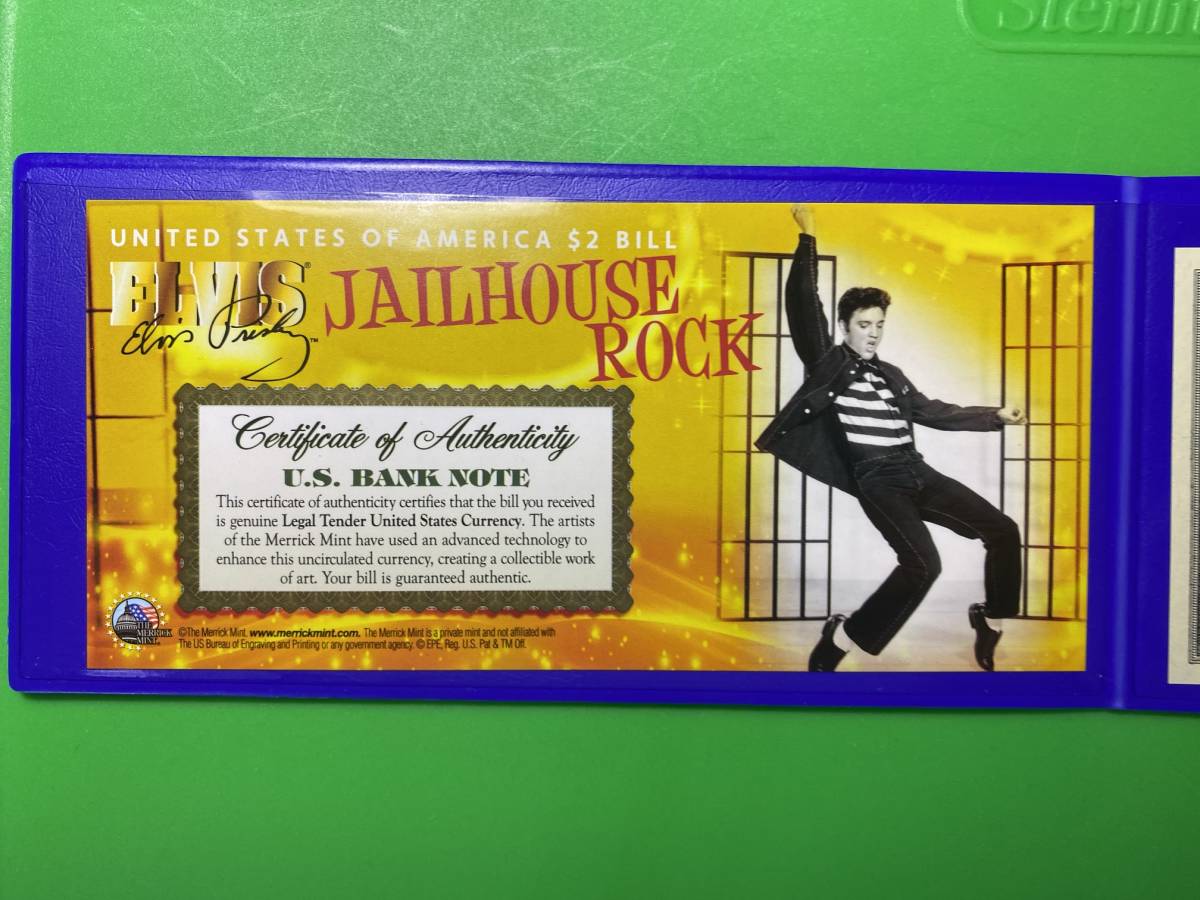 Sterilit
UNITED STATES OF AMERICA $2 BILL
ELVIS®
Elvis Presley™
JAILHOUSE
ROCK
Certificate of Authenticity
U.S. BANK NOTE
This certificate of authenticity certifies that the bill you received
is genuine Legal Tender United States Currency. The artists
of the Merrick Mint have used an advanced technology to
enhance this uncirculated currency, creating a collectible work
of art. Your bill is guaranteed authentic.
THE
MERRICK
MINT
©The Merrick Mint. www.merrickmint.com. The Merrick Mint is a private mint and not affiliated with
The US Bureau of Engraving and Printing or any government agency. © EPE, Reg. U.S. Pat & TM Off.